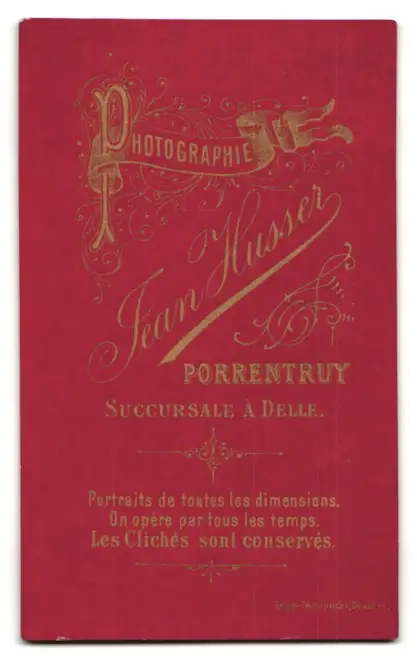 PHOTOGRAPHIE
Jean Husser
PORRENTRUY
SUCCURSALE À DELLE.
Portraits de toutes les dimensions.
On opère par tous les temps.
Les Clichés sont conservés.